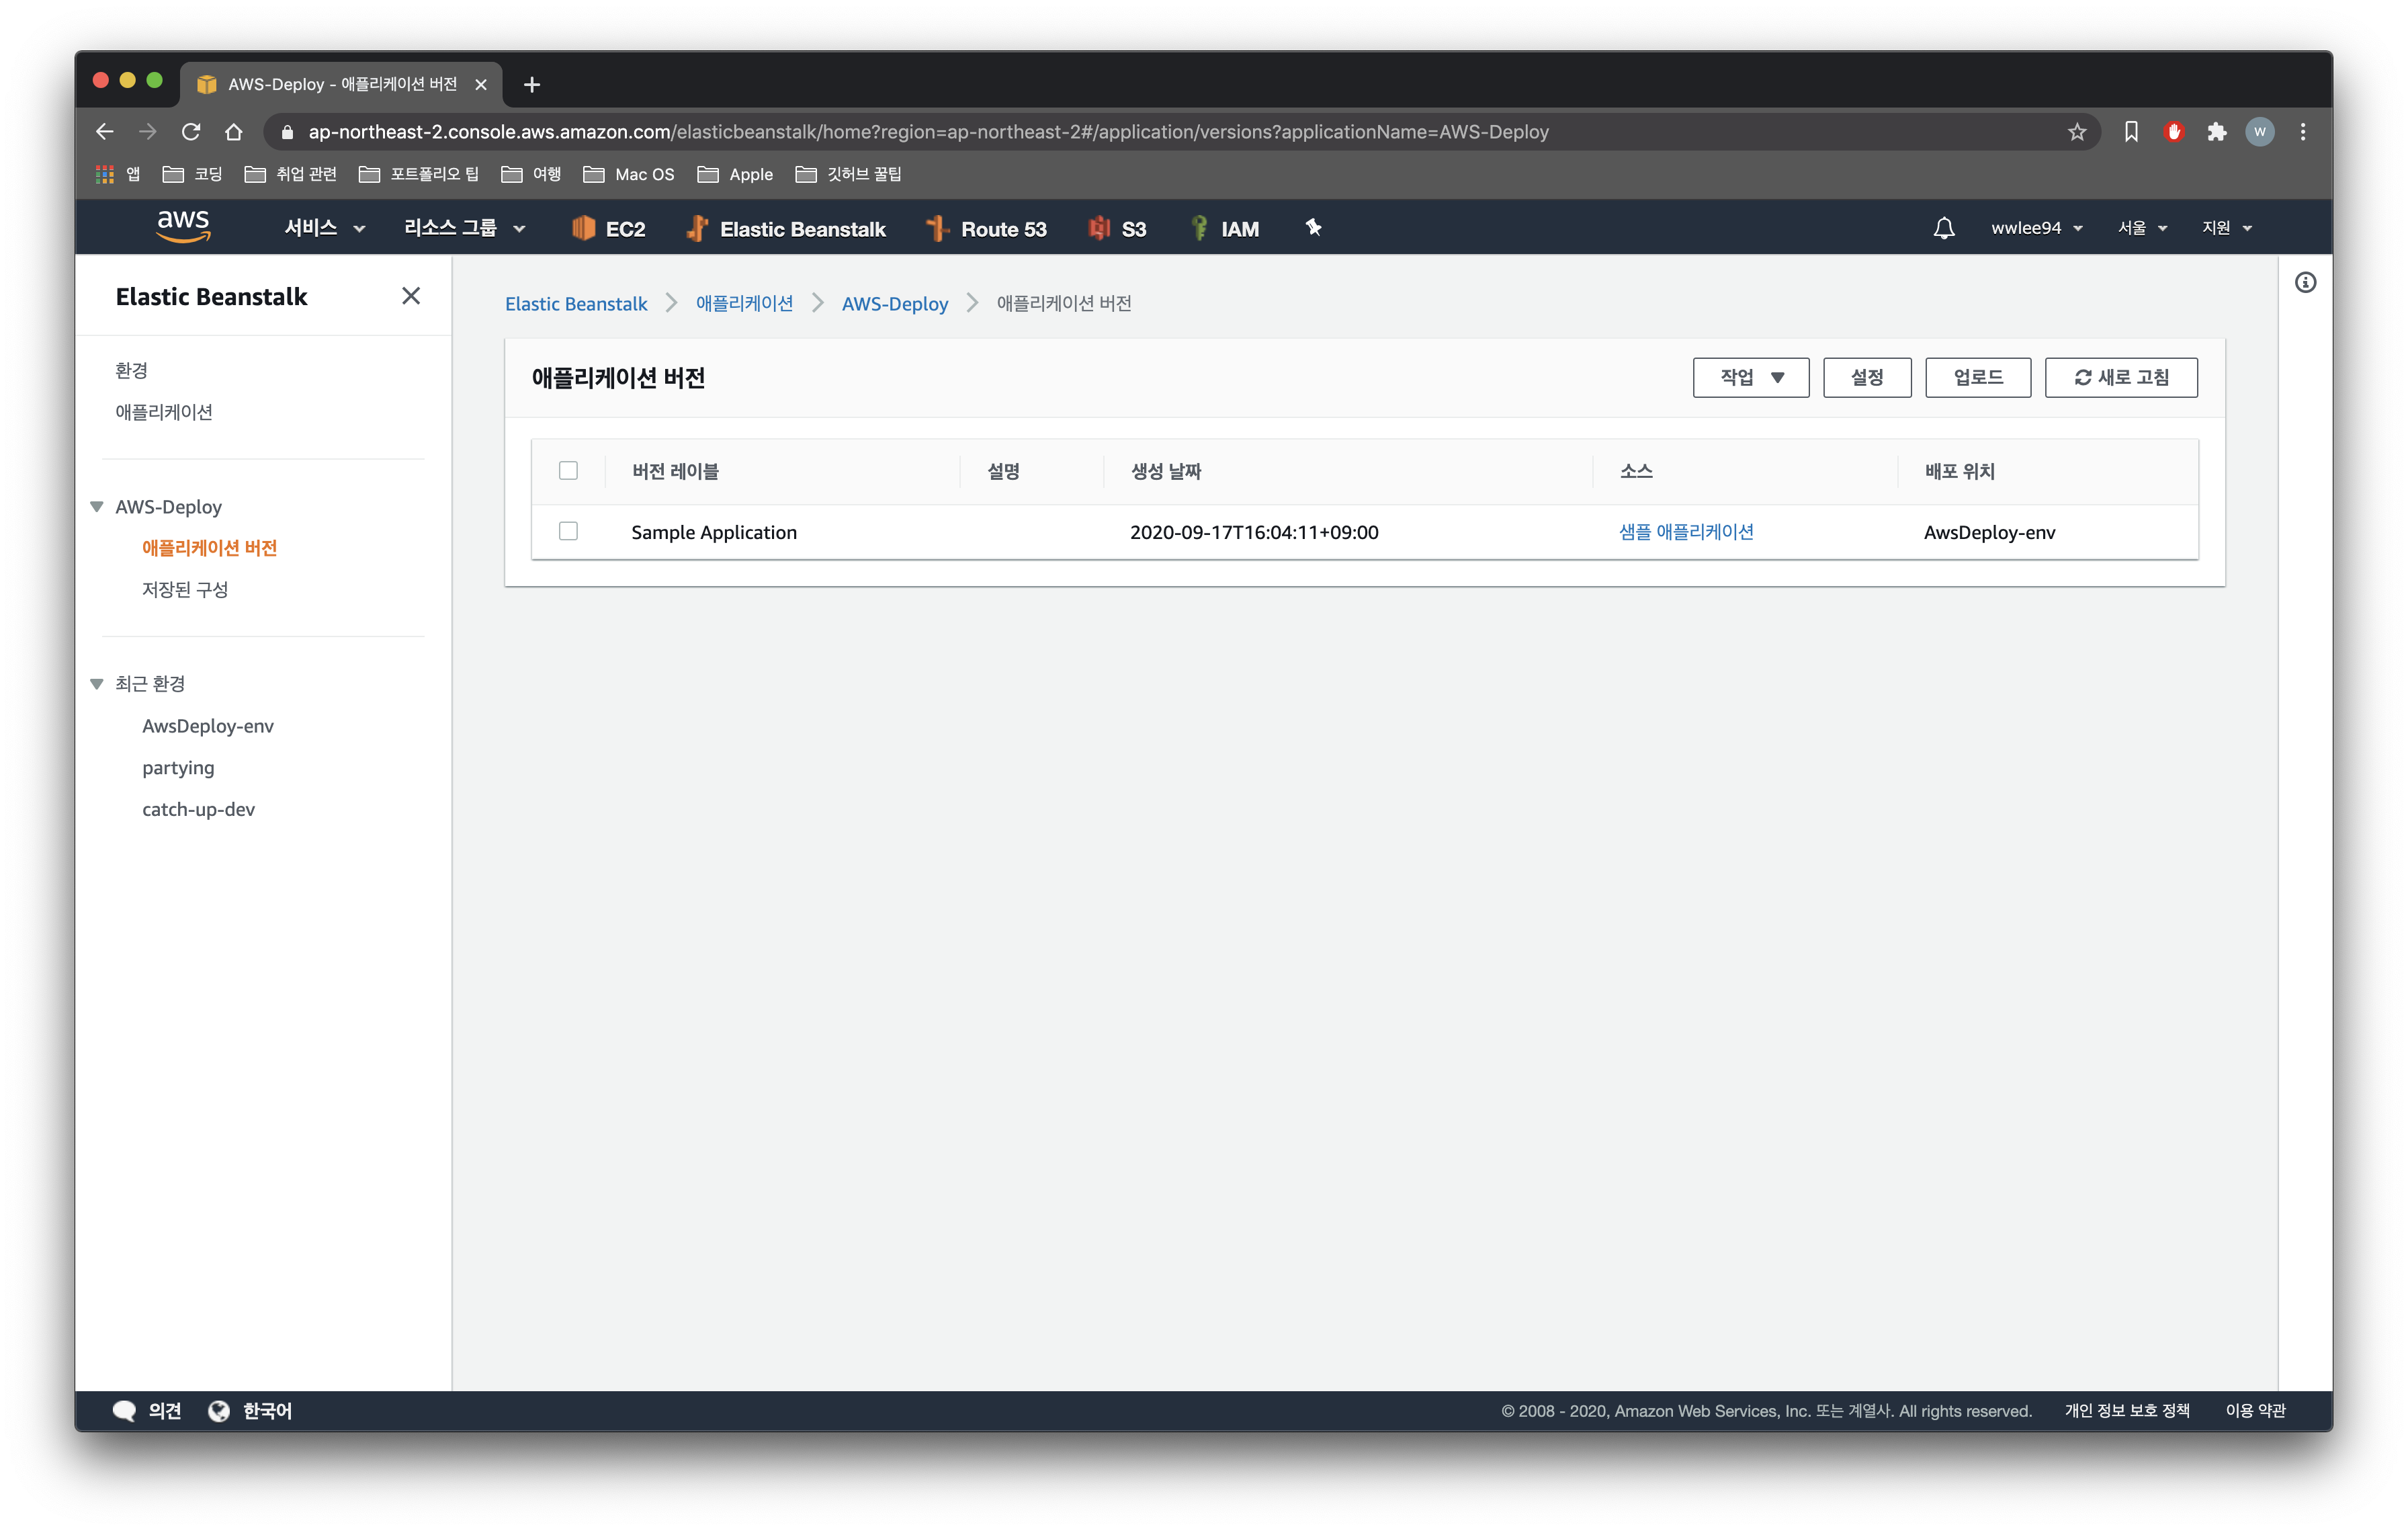 AWS-Deploy - 애플리케이션 버전
ap-northeast-2.console.aws.amazon.com/elasticbeanstalk/home?region=ap-northeast-2#/application/versions?applicationName=AWS-Deploy
W
앱 코딩 취업 관련 포트폴리오 팁 여행 Mac OS Apple 깃허브 꿀팁
aws 서비스 리소스 그룹 EC2 Elastic Beanstalk Route 53 S3 IAM wwlee94 서울 지원
Elastic Beanstalk
환경
애플리케이션
AWS-Deploy
애플리케이션 버전
저장된 구성
최근 환경
AwsDeploy-env
partying
catch-up-dev
Elastic Beanstalk 애플리케이션 AWS-Deploy 애플리케이션 버전
애플리케이션 버전 작업 설정 업로드 새로 고침
버전 레이블 설명 생성 날짜 소스 배포 위치
Sample Application 2020-09-17T16:04:11+09:00 샘플 애플리케이션 AwsDeploy-env
의견 한국어 © 2008 - 2020, Amazon Web Services, Inc. 또는 계열사. All rights reserved. 개인 정보 보호 정책 이용 약관